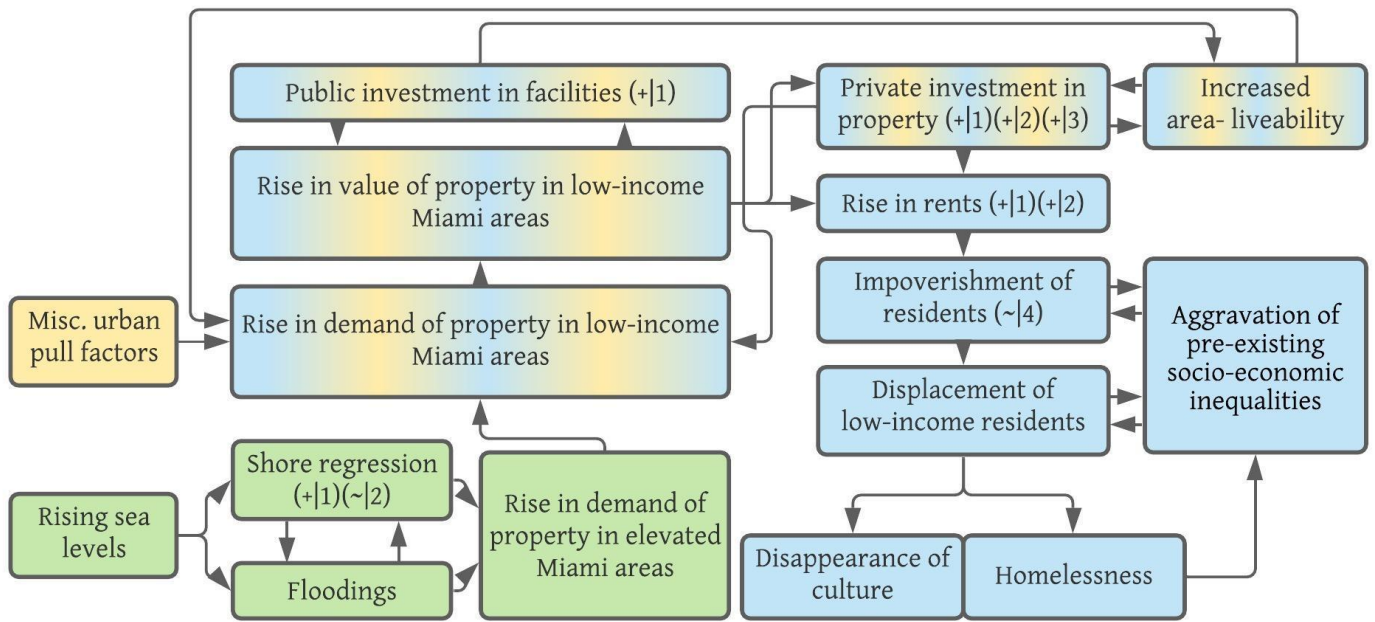 Public investment in facilities (+|1)
Private investment in
property (+|1)(+|2)(+|3)
Increased
area- liveability
Rise in value of property in low-income
Miami areas
Rise in rents (+|1)(+|2)
Misc. urban
pull factors
Rise in demand of property in low-income
Miami areas
Impoverishment of
residents (~|4)
Aggravation of
pre-existing
socio-economic
inequalities
Displacement of
low-income residents
Rising sea
levels
Shore regression
(+|1)(~|2)
Floodings
Rise in demand of
property in elevated
Miami areas
Disappearance of
culture
Homelessness